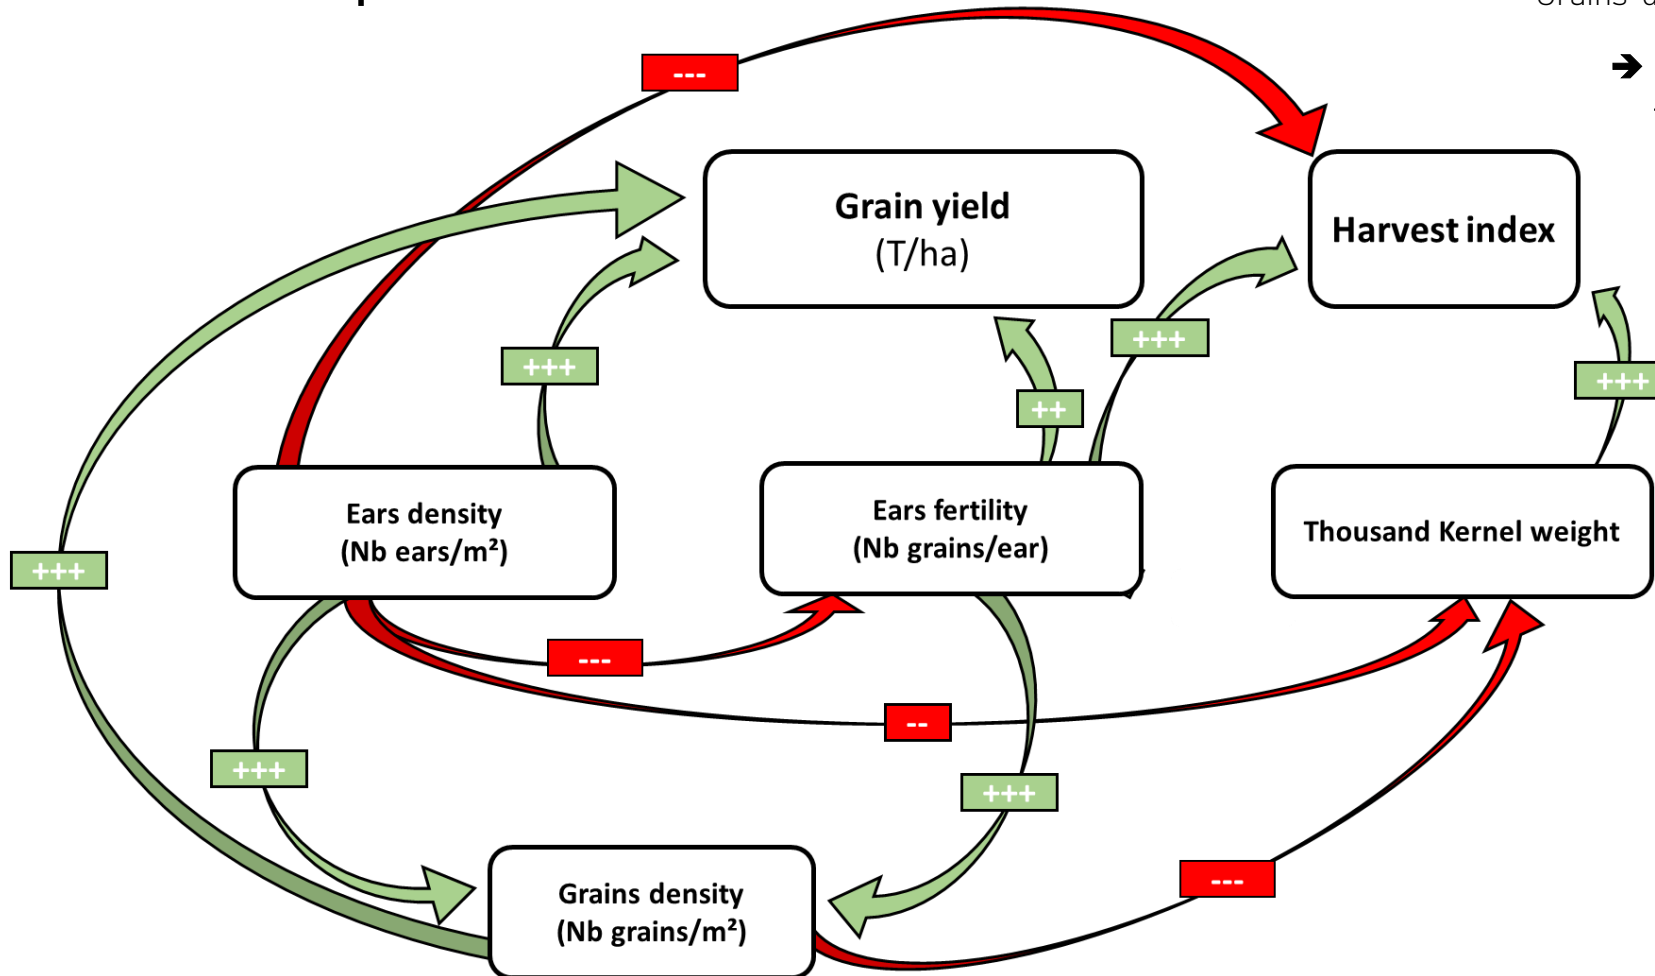 ---
Grain yield
(T/ha)
Harvest index
+++
+++
+++
++
Ears density
(Nb ears/m²)
Ears fertility
(Nb grains/ear)
Thousand Kernel weight
+++
---
--
+++
+++
---
Grains density
(Nb grains/m²)